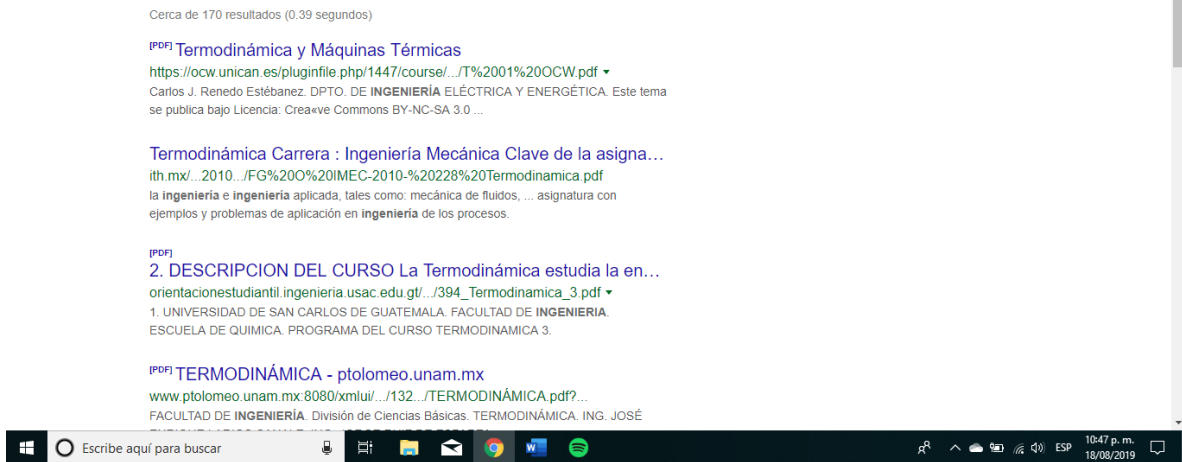 Cerca de 170 resultados (0.39 segundos)
[PDF] Termodinámica y Máquinas Térmicas
https://ocw.unican.es/pluginfile.php/1447/course/.../T%2001%20OCW.pdf
Carlos J. Renedo Estébanez. DPTO. DE INGENIERÍA ELÉCTRICA Y ENERGÉTICA. Este tema
se publica bajo Licencia: Crea«ve Commons BY-NC-SA 3.0 ...
Termodinámica Carrera : Ingeniería Mecánica Clave de la asigna...
ith.mx/...2010.../FG%20O%20IMEC-2010-%20228%20Termodinamica.pdf
la ingeniería e ingeniería aplicada, tales como: mecánica de fluidos, ... asignatura con
ejemplos y problemas de aplicación en ingeniería de los procesos.
[PDF]
2. DESCRIPCION DEL CURSO La Termodinámica estudia la en...
orientacionestudiantil.ingenieria.usac.edu.gt/.../394_Termodinamica_3.pdf
1. UNIVERSIDAD DE SAN CARLOS DE GUATEMALA. FACULTAD DE INGENIERIA.
ESCUELA DE QUIMICA. PROGRAMA DEL CURSO TERMODINAMICA 3.
[PDF] TERMODINÁMICA - ptolomeo.unam.mx
www.ptolomeo.unam.mx:8080/xmlui/.../132.../TERMODINÁMICA.pdf?...
FACULTAD DE INGENIERÍA. División de Ciencias Básicas. TERMODINÁMICA. ING. JOSÉ
Escribe aquí para buscar
ESP
10:47 p. m.
18/08/2019